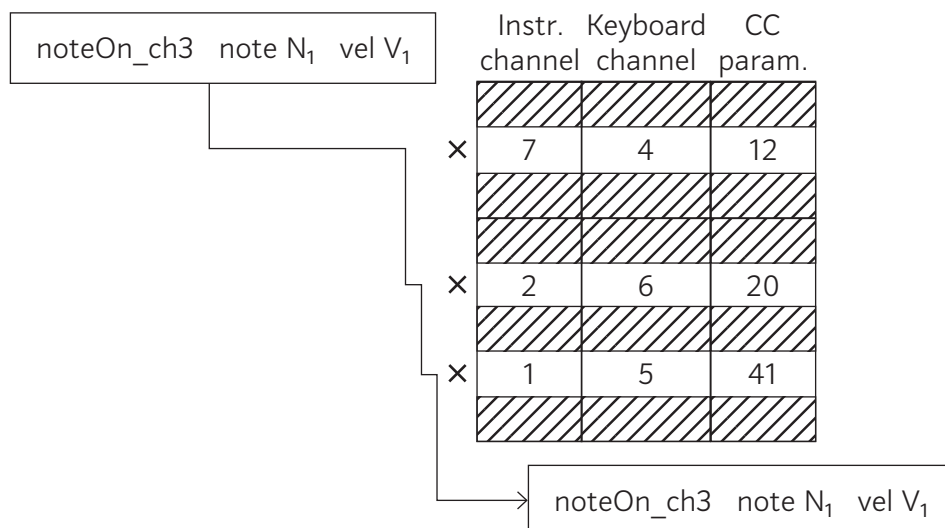 noteOn_ch3 note N₁ vel V₁
Instr. channel Keyboard channel CC param.
× 7 4 12
× 2 6 20
× 1 5 41
noteOn_ch3 note N₁ vel V₁